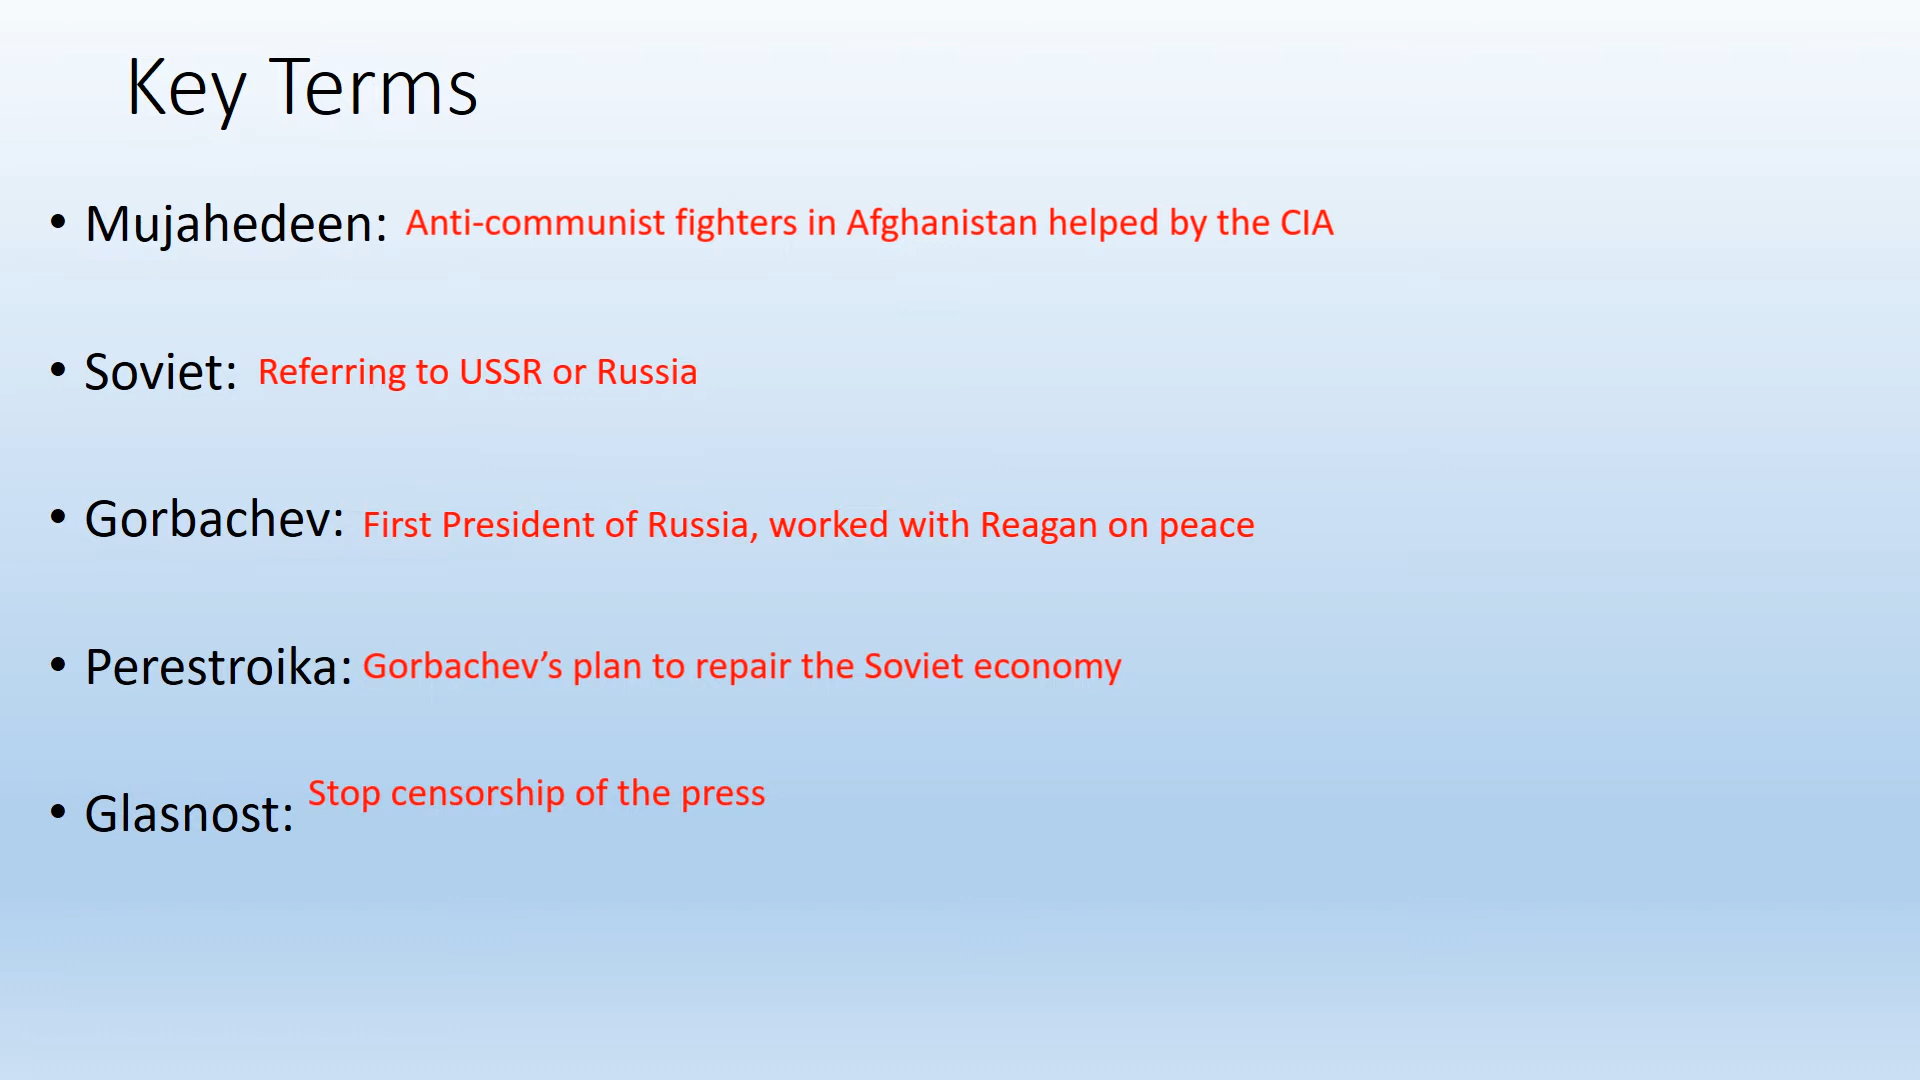 Key Terms
• Mujahedeen: Anti-communist fighters in Afghanistan helped by the CIA
• Soviet: Referring to USSR or Russia
• Gorbachev: First President of Russia, worked with Reagan on peace
• Perestroika: Gorbachev’s plan to repair the Soviet economy
• Glasnost: Stop censorship of the press